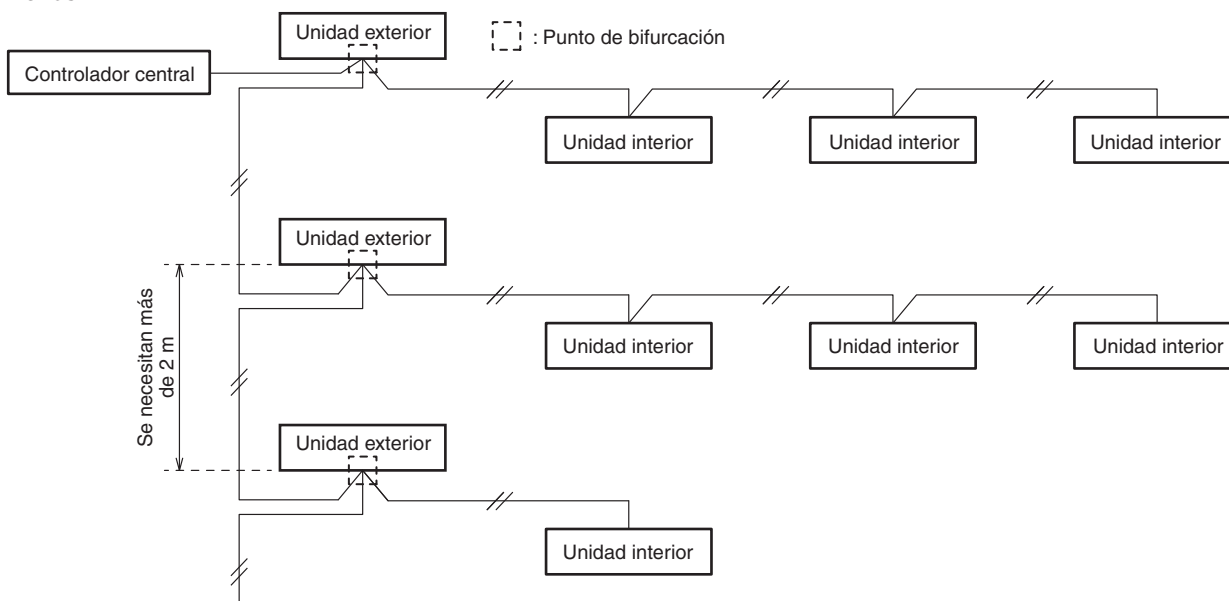 Unidad exterior
: Punto de bifurcación
Controlador central
Unidad interior
Unidad interior
Unidad interior
Unidad exterior
Unidad interior
Unidad interior
Unidad interior
Se necesitan más
de 2 m
Unidad exterior
Unidad interior